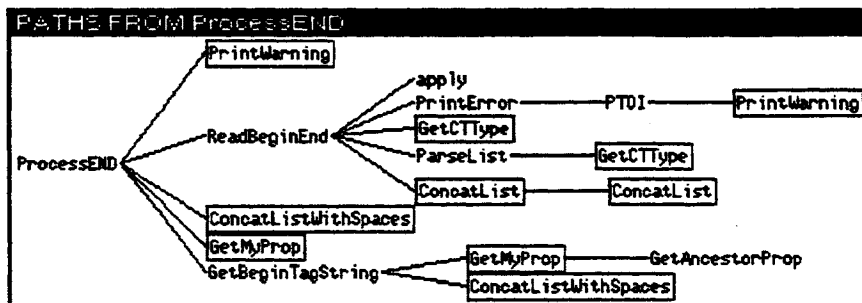 PATHS FROM ProcessEND
PrintWarning
apply
PrintError PTDI PrintWarning
ReadBeginEnd GetCTType
ProcessEND ParseList GetCTType
ConcatList ConcatList
ConcatListWithSpaces
GetMyProp GetMyProp GetAncestorProp
GetBeginTagString ConcatListWithSpaces